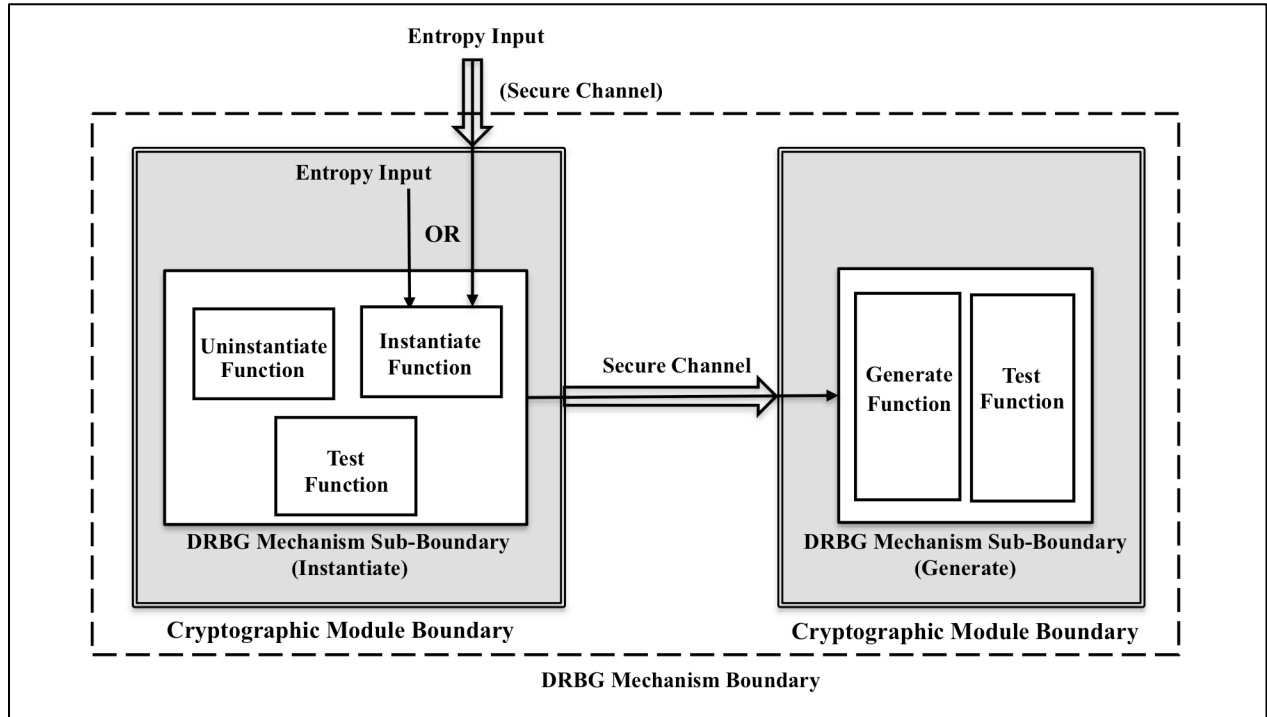 Entropy Input
(Secure Channel)
Entropy Input
OR
Uninstantiate
Function
Instantiate
Function
Test
Function
DRBG Mechanism Sub-Boundary
(Instantiate)
Cryptographic Module Boundary
Secure Channel
Generate
Function
Test
Function
DRBG Mechanism Sub-Boundary
(Generate)
Cryptographic Module Boundary
DRBG Mechanism Boundary